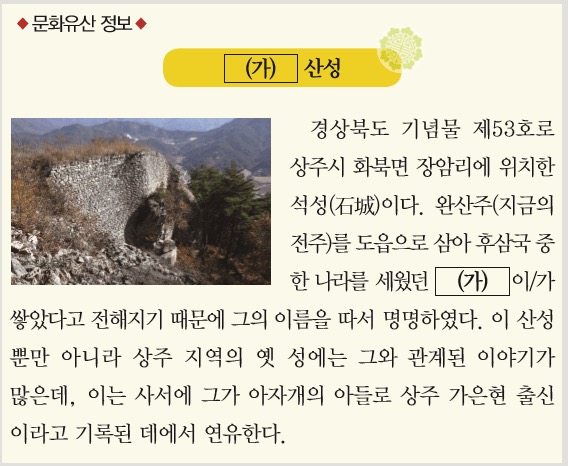 ◆문화유산 정보◆
(가) 산성
경상북도 기념물 제53호로
상주시 화북면 장암리에 위치한
석성(石城)이다. 완산주(지금의
전주)를 도읍으로 삼아 후삼국 중
한 나라를 세웠던 (가) 이/가
쌓았다고 전해지기 때문에 그의 이름을 따서 명명하였다. 이 산성
뿐만 아니라 상주 지역의 옛 성에는 그와 관계된 이야기가
많은데, 이는 사서에 그가 아자개의 아들로 상주 가은현 출신
이라고 기록된 데에서 연유한다.